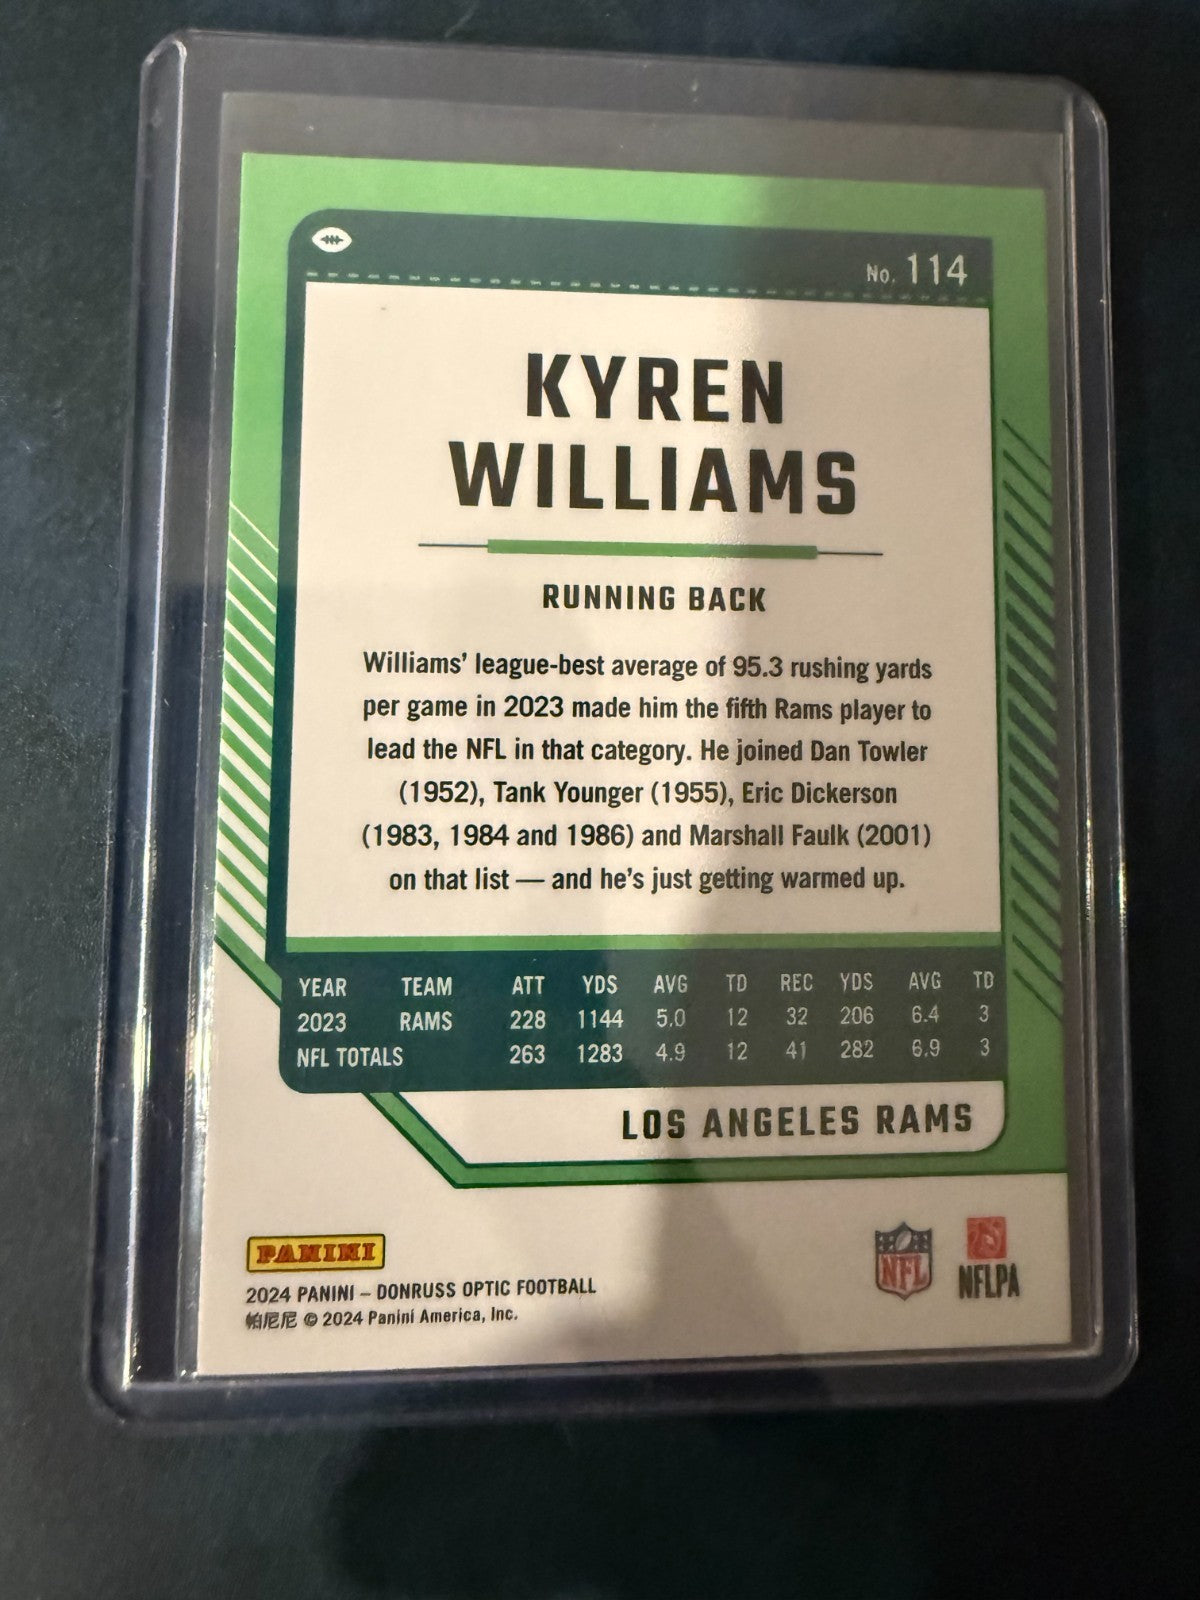 No. 114
KYREN
WILLIAMS
RUNNING BACK
Williams' league-best average of 95.3 rushing yards
per game in 2023 made him the fifth Rams player to
lead the NFL in that category. He joined Dan Towler
(1952), Tank Younger (1955), Eric Dickerson
(1983, 1984 and 1986) and Marshall Faulk (2001)
on that list — and he's just getting warmed up.
YEAR TEAM ATT YDS AVG TD REC YDS AVG TD
2023 RAMS 228 1144 5.0 12 32 206 6.4 3
NFL TOTALS 263 1283 4.9 12 41 282 6.9 3
LOS ANGELES RAMS
PANINI
NFL
NFLPA
2024 PANINI – DONRUSS OPTIC FOOTBALL
帕尼尼 © 2024 Panini America, Inc.